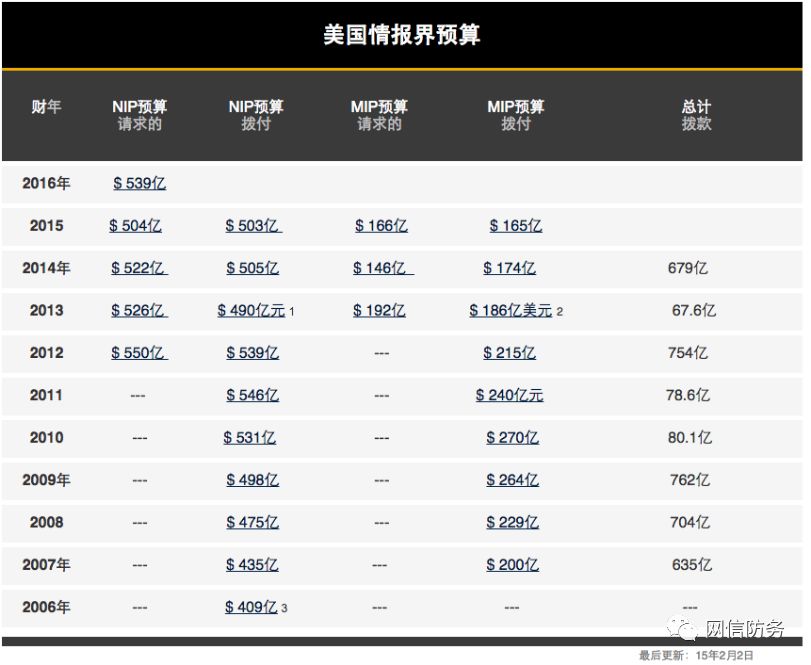 美国情报界预算
财年 NIP预算 NIP预算 MIP预算 MIP预算 总计
请求的 拨付 请求的 拨付 拨款
2016年 $ 539亿
2015 $ 504亿 $ 503亿 $ 166亿 $ 165亿
2014年 $ 522亿 $ 505亿 $ 146亿 $ 174亿 679亿
2013 $ 526亿 $ 490亿元 1 $ 192亿 $ 186亿美元 2 67.6亿
2012 $ 550亿 $ 539亿 --- $ 215亿 754亿
2011 --- $ 546亿 --- $ 240亿元 78.6亿
2010 --- $ 531亿 --- $ 270亿 80.1亿
2009年 --- $ 498亿 --- $ 264亿 762亿
2008 --- $ 475亿 --- $ 229亿 704亿
2007年 --- $ 435亿 --- $ 200亿 635亿
2006年 --- $ 409亿 3 --- --- ---
网信防务
最后更新：15年2月2日